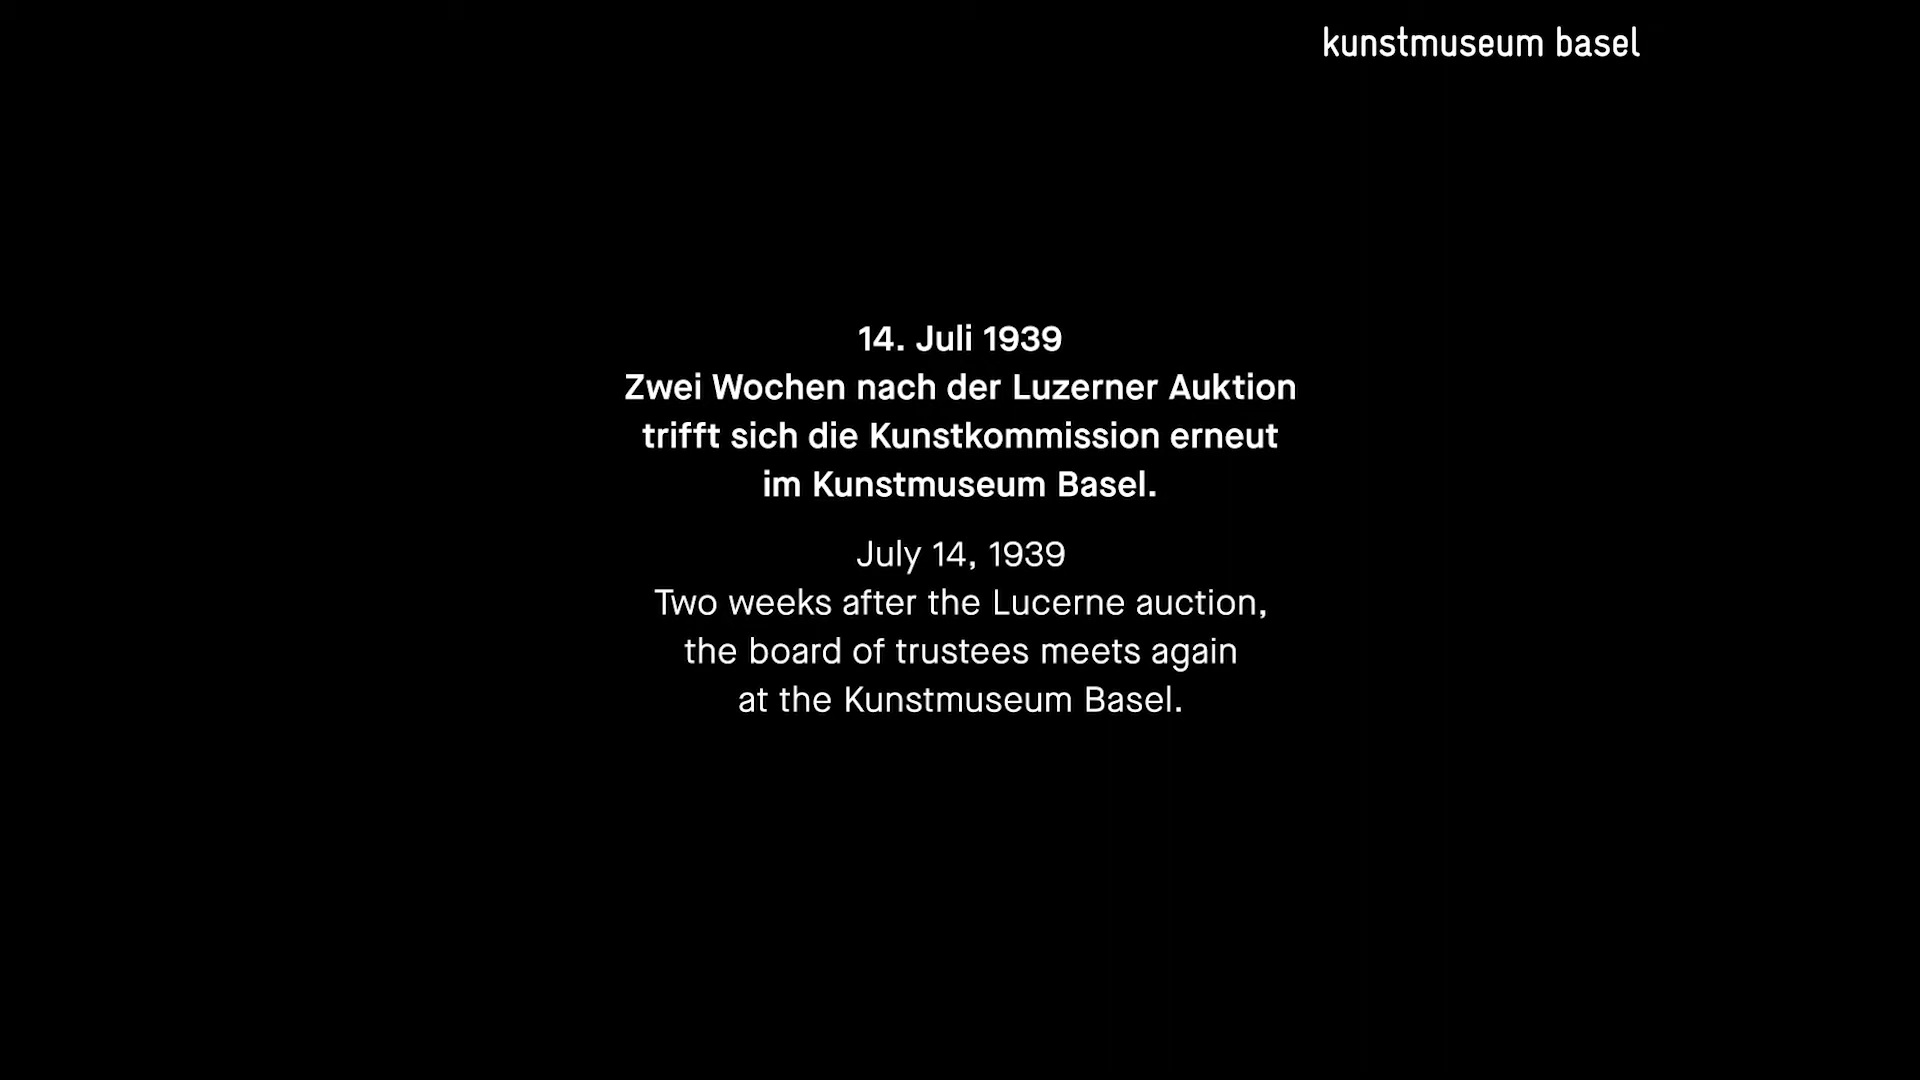 kunstmuseum basel
14. Juli 1939
Zwei Wochen nach der Luzerner Auktion
trifft sich die Kunstkommission erneut
im Kunstmuseum Basel.
July 14, 1939
Two weeks after the Lucerne auction,
the board of trustees meets again
at the Kunstmuseum Basel.